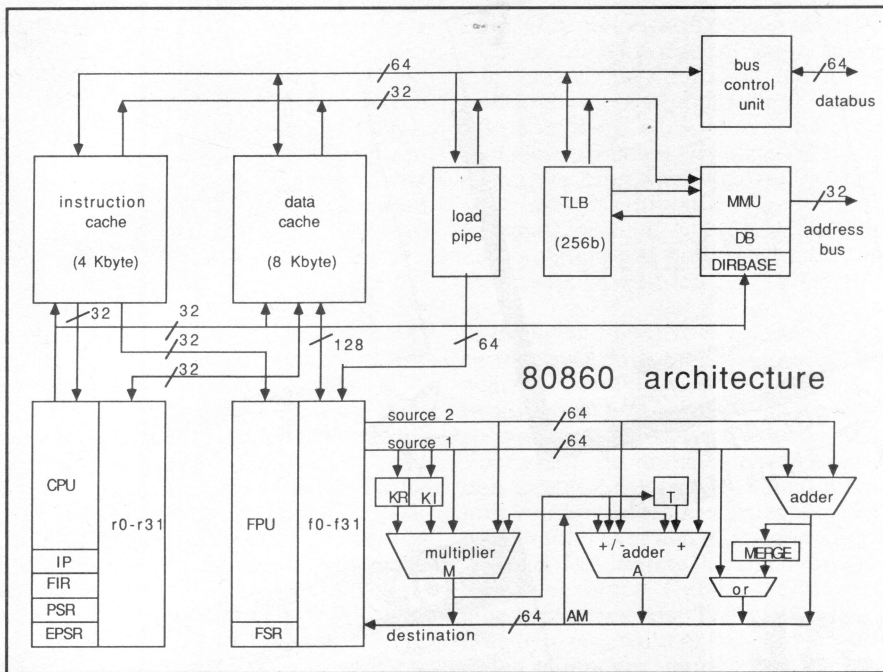 64
bus
control
unit
64
databus
32
instruction
cache
(4 Kbyte)
data
cache
(8 Kbyte)
load
pipe
TLB
(256b)
MMU
DB
DIRBASE
32
address
bus
32
32
32
32
128
64
80860 architecture
CPU
IP
FIR
PSR
EPSR
r0-r31
FPU
FSR
f0-f31
source 2
64
source 1
64
KR
KI
T
adder
multiplier
M
+/-
adder
+
A
MERGE
or
destination
64
AM